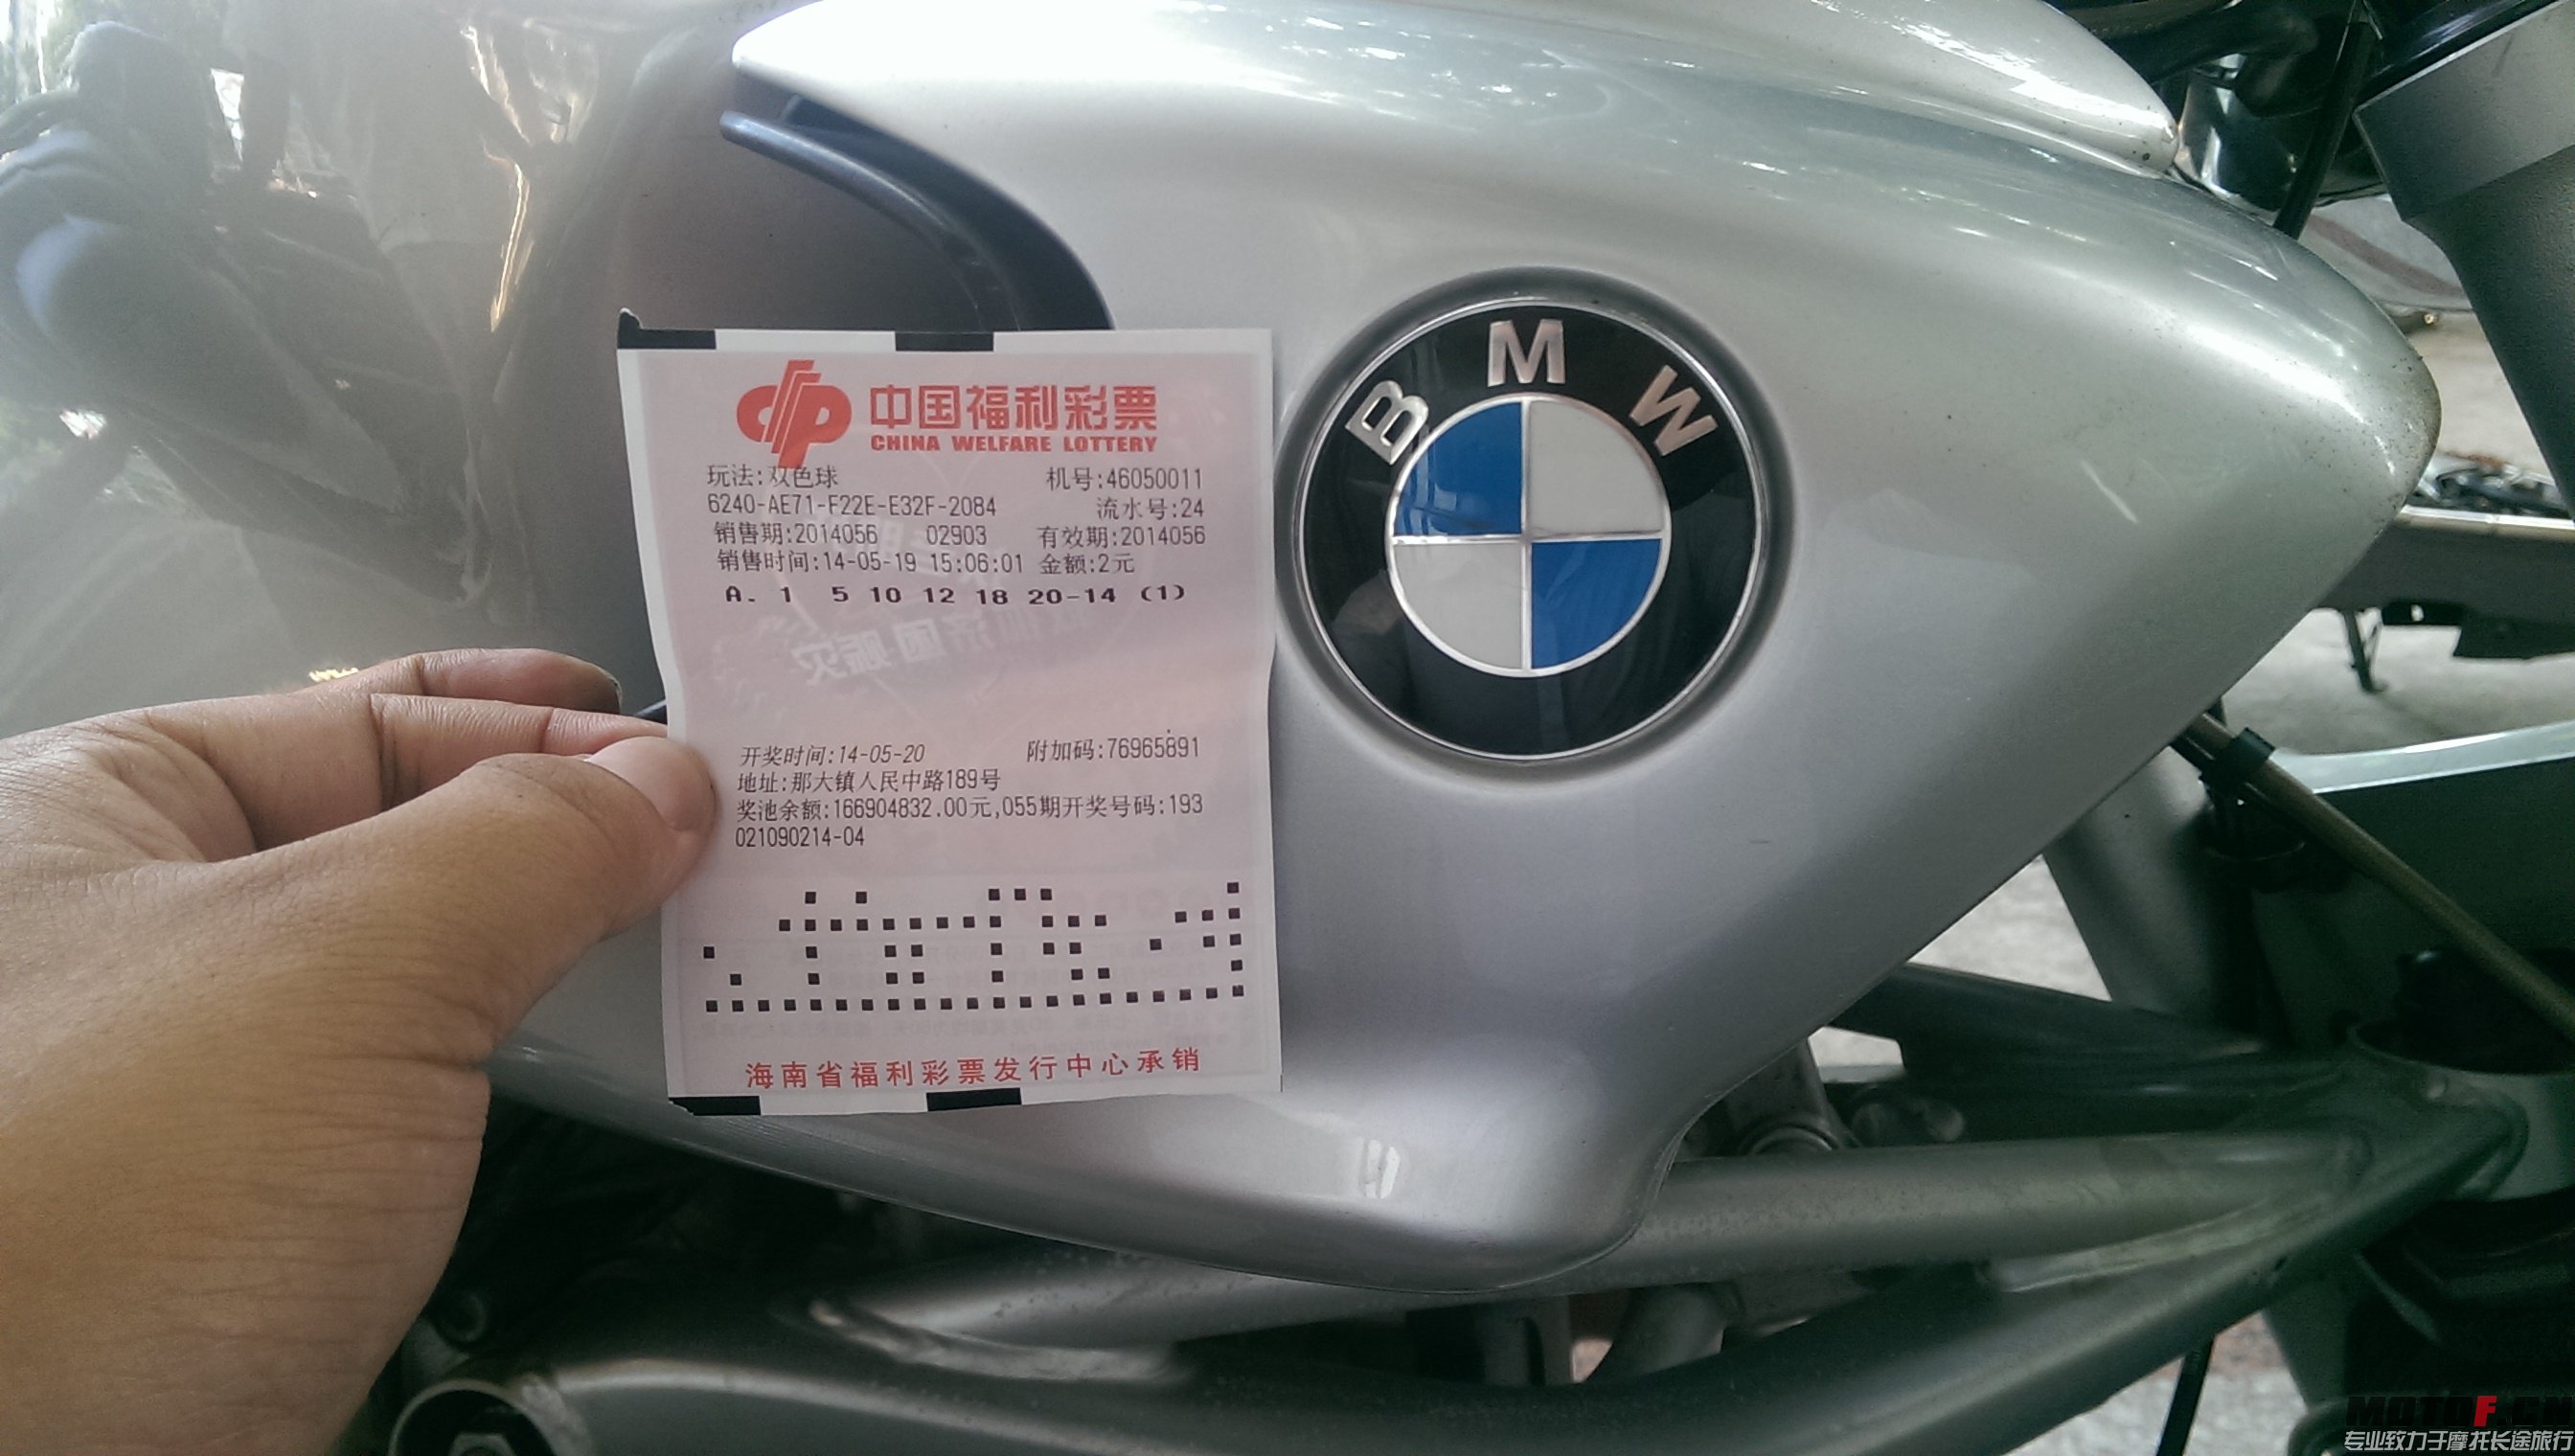 中国福利彩票
CHINA WELFARE LOTTERY
玩法:双色球 机号:46050011
6240-AE71-F22E-E32F-2084 流水号:24
销售期:2014056 02903 有效期:2014056
销售时间:14-05-19 15:06:01 金额:2元
A. 1 5 10 12 18 20-14 (1)
开奖时间:14-05-20 附加码:76965891
地址:那大镇人民中路189号
奖池余额:166904832.00元,055期开奖号码:193
021090214-04
海南省福利彩票发行中心承销
BMW
MOTOF.CN
专业致力于摩托长途旅行